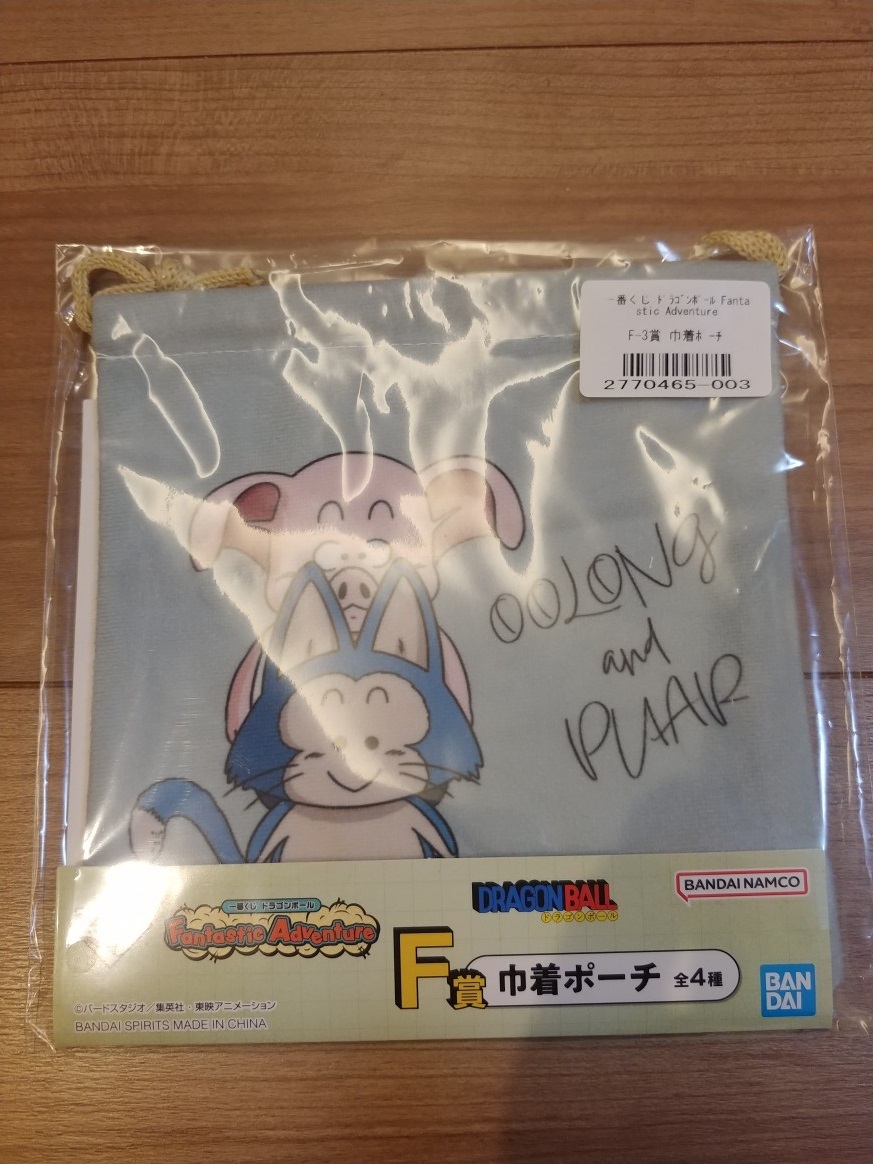 一番くじ ﾄﾞﾗｺﾞﾝﾎﾞｰﾙ Fanta
stic Adventure
F-3賞 巾着ﾎﾟｰﾁ
2770465-003
OOLONG
and
PUAR
一番くじ ドラゴンボール
Fantastic Adventure
DRAGON BALL
ドラゴンボール
BANDAI NAMCO
F賞 巾着ポーチ 全4種
BAN
DAI
©バードスタジオ／集英社・東映アニメーション
BANDAI SPIRITS MADE IN CHINA